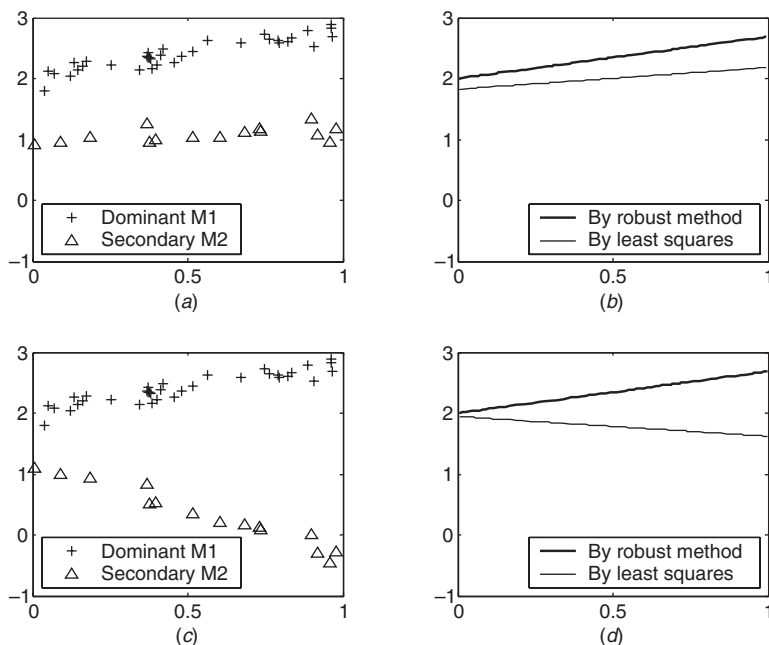 3
2
1
0
−1
Dominant M1
Secondary M2
0 0.5 1
(a)
3
2
1
0
−1
By robust method
By least squares
0 0.5 1
(b)
3
2
1
0
−1
Dominant M1
Secondary M2
0 0.5 1
(c)
3
2
1
0
−1
By robust method
By least squares
0 0.5 1
(d)